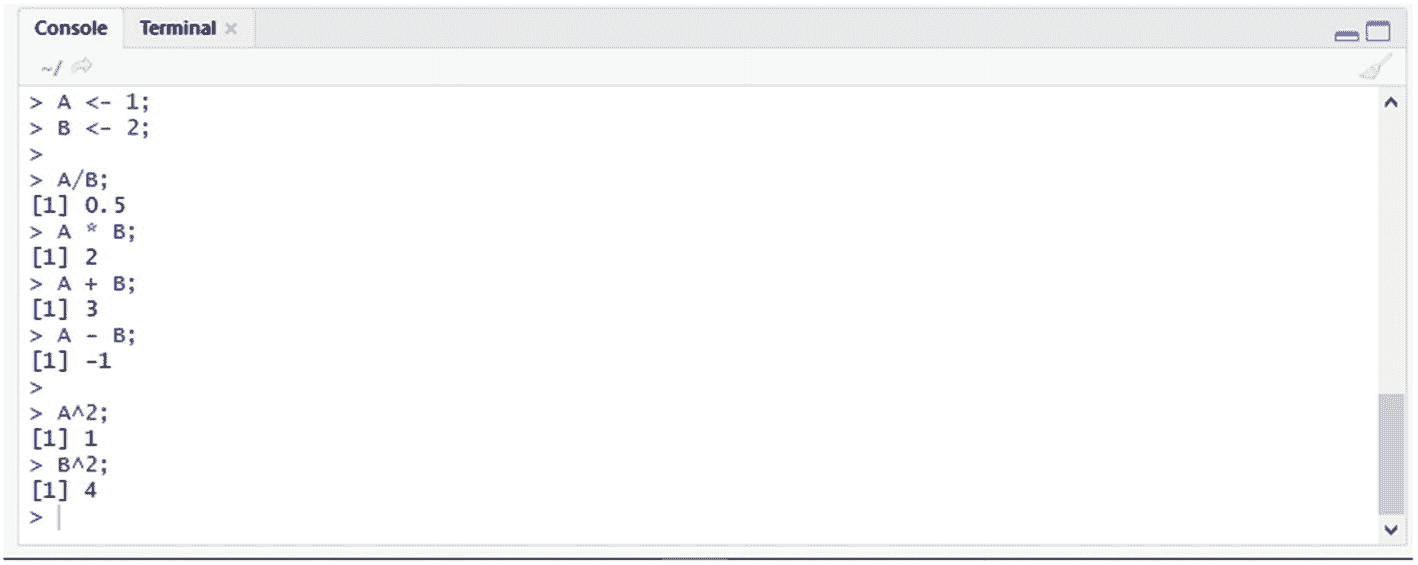 Console Terminal
~/
> A <- 1;
> B <- 2;
>
> A/B;
[1] 0.5
> A * B;
[1] 2
> A + B;
[1] 3
> A - B;
[1] -1
>
> A^2;
[1] 1
> B^2;
[1] 4
>